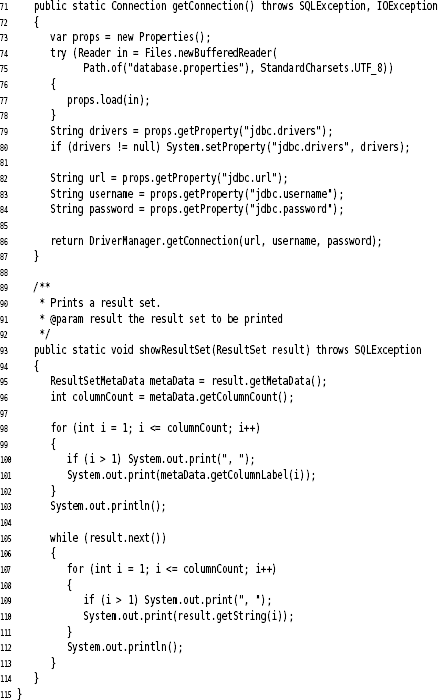 71 public static Connection getConnection() throws SQLException, IOException
72 {
73 var props = new Properties();
74 try (Reader in = Files.newBufferedReader(
75 Path.of("database.properties"), StandardCharsets.UTF_8))
76 {
77 props.load(in);
78 }
79 String drivers = props.getProperty("jdbc.drivers");
80 if (drivers != null) System.setProperty("jdbc.drivers", drivers);
81
82 String url = props.getProperty("jdbc.url");
83 String username = props.getProperty("jdbc.username");
84 String password = props.getProperty("jdbc.password");
85
86 return DriverManager.getConnection(url, username, password);
87 }
88
89 /**
90 * Prints a result set.
91 * @param result the result set to be printed
92 */
93 public static void showResultSet(ResultSet result) throws SQLException
94 {
95 ResultSetMetaData metaData = result.getMetaData();
96 int columnCount = metaData.getColumnCount();
97
98 for (int i = 1; i <= columnCount; i++)
99 {
100 if (i > 1) System.out.print(", ");
101 System.out.print(metaData.getColumnLabel(i));
102 }
103 System.out.println();
104
105 while (result.next())
106 {
107 for (int i = 1; i <= columnCount; i++)
108 {
109 if (i > 1) System.out.print(", ");
110 System.out.print(result.getString(i));
111 }
112 System.out.println();
113 }
114 }
115 }